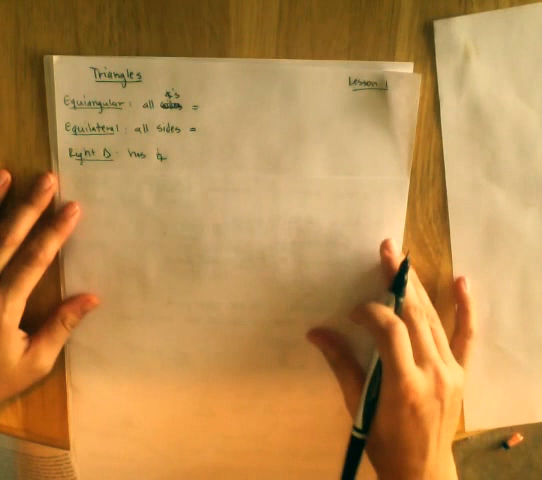 Triangles
Lesson 1
Equiangular: all ∡'s =
Equilateral: all sides =
Right Δ: has